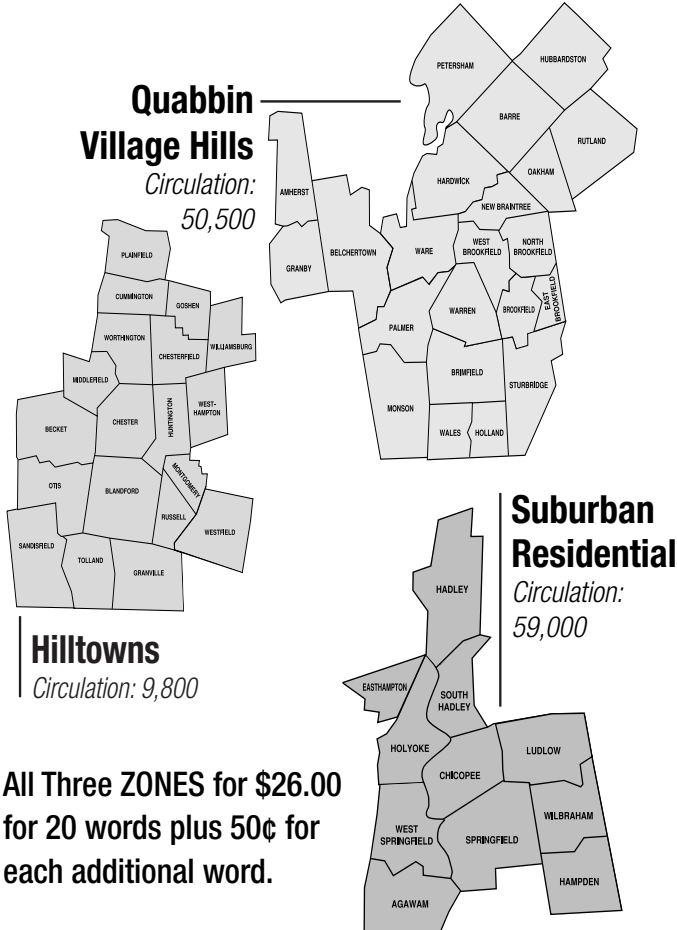 Quabbin
Village Hills
Circulation:
50,500
PETERSHAM
HUBBARDSTON
BARRE
RUTLAND
HARDWICK
OAKHAM
NEW BRAINTREE
AMHERST
BELCHERTOWN
GRANBY
WARE
WEST
BROOKFIELD
NORTH
BROOKFIELD
WARREN
BROOKFIELD
EAST
BROOKFIELD
PALMER
BRIMFIELD
STURBRIDGE
MONSON
WALES
HOLLAND
PLAINFIELD
CUMMINGTON
GOSHEN
WORTHINGTON
CHESTERFIELD
WILLIAMSBURG
MIDDLEFIELD
BECKET
CHESTER
HUNTINGTON
WEST-
HAMPTON
OTIS
BLANDFORD
MONTGOMERY
RUSSELL
WESTFIELD
SANDISFIELD
TOLLAND
GRANVILLE
Hilltowns
Circulation: 9,800
Suburban
Residential
Circulation:
59,000
HADLEY
EASTHAMPTON
SOUTH
HADLEY
HOLYOKE
CHICOPEE
LUDLOW
WEST
SPRINGFIELD
SPRINGFIELD
WILBRAHAM
HAMPDEN
AGAWAM
All Three ZONES for $26.00
for 20 words plus 50¢ for
each additional word.